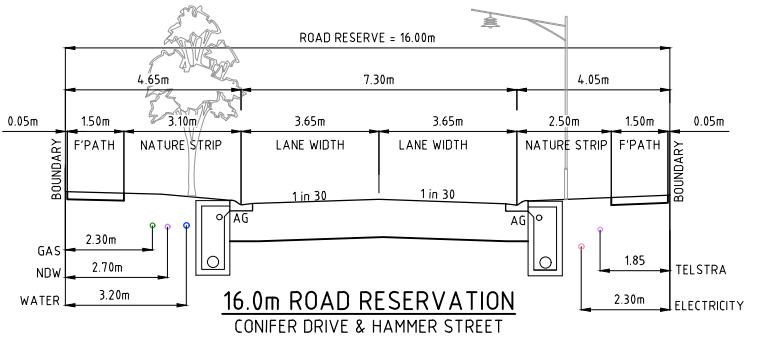 ROAD RESERVE = 16.00m
4.65m 7.30m 4.05m
0.05m 1.50m 3.10m 3.65m 3.65m 2.50m 1.50m 0.05m
F'PATH NATURE STRIP LANE WIDTH LANE WIDTH NATURE STRIP F'PATH
BOUNDARY
BOUNDARY
1 in 30 1 in 30
AG AG
GAS 2.30m
NDW 2.70m
1.85 TELSTRA
WATER 3.20m
2.30m ELECTRICITY
16.0m ROAD RESERVATION
CONIFER DRIVE & HAMMER STREET